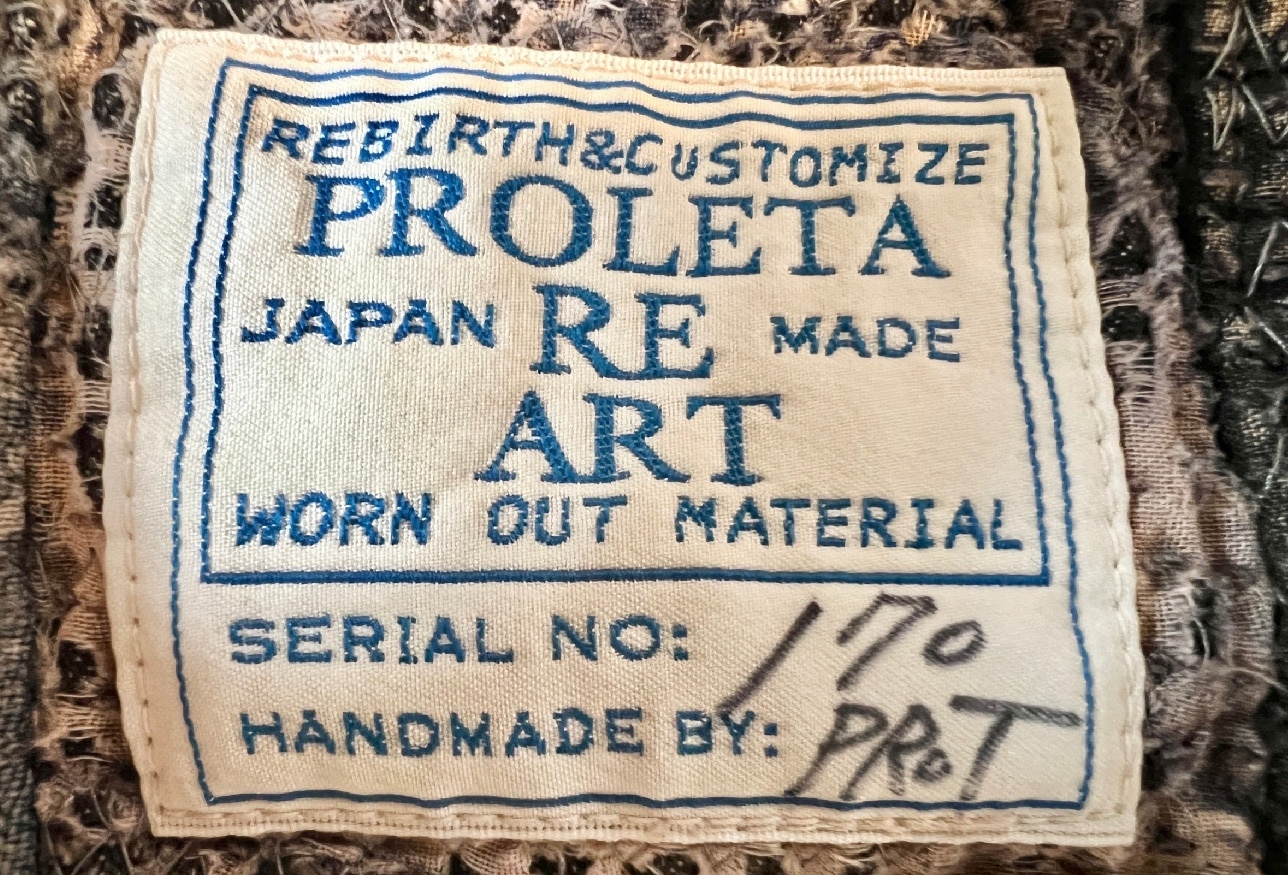 REBIRTH&CUSTOMIZE
PROLETA
JAPAN RE MADE
ART
WORN OUT MATERIAL
SERIAL NO: 170
HANDMADE BY: PRoT